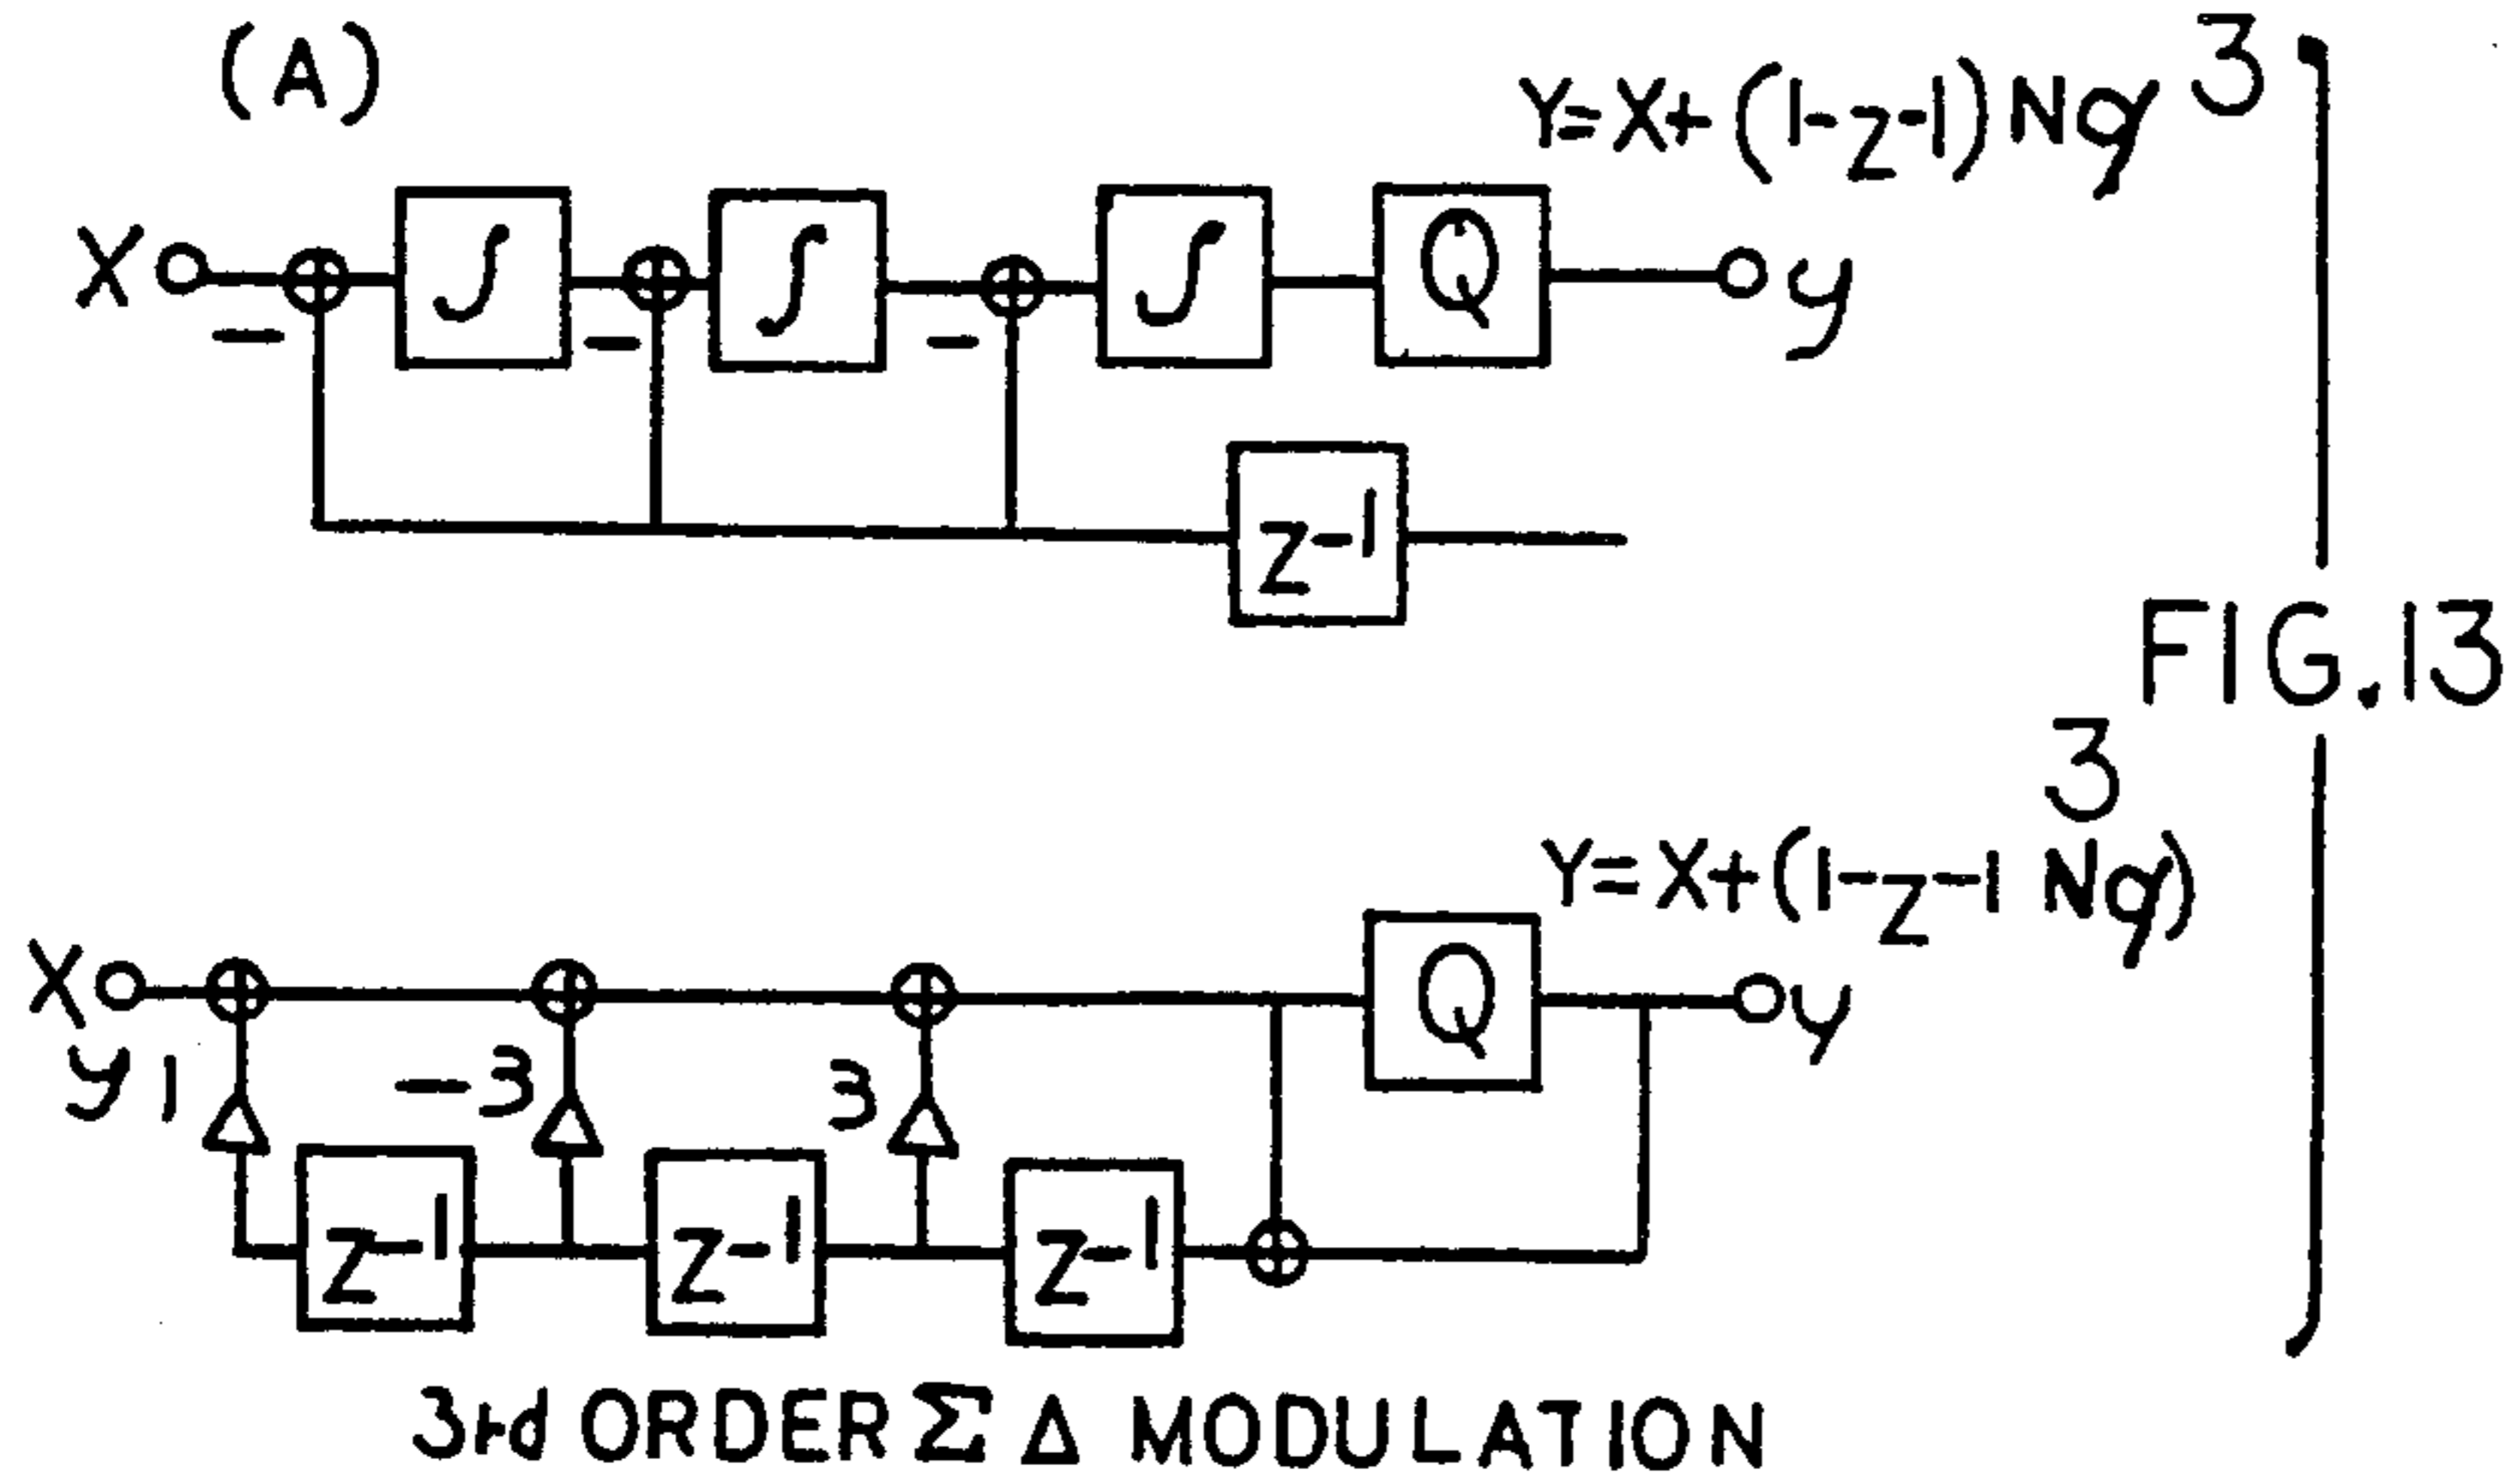 (A)
3
Y=X+(1-z-1)Nq
X ∫ ∫ ∫ Q y
- - -
z-1
FIG.13
3
Y=X+(1-z-1 Nq)
X Q y
y1 -3 3
z-1 z-1 z-1
3rd ORDER Σ Δ MODULATION